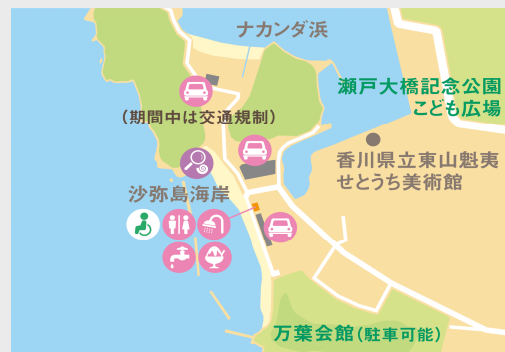 ナカンダ浜
瀬戸大橋記念公園
こども広場
(期間中は交通規制)
香川県立東山魁夷
せとうち美術館
沙弥島海岸
万葉会館(駐車可能)